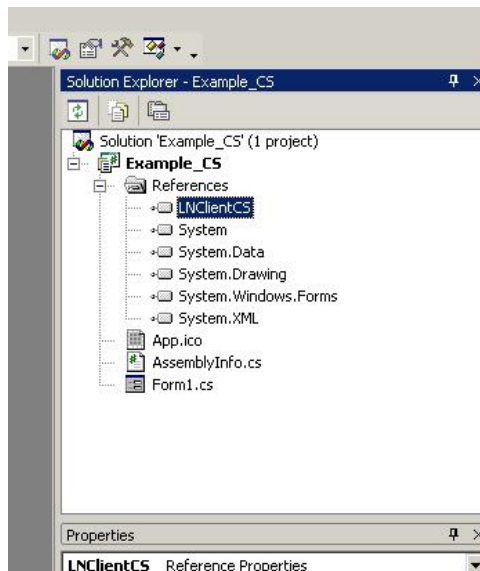 Solution Explorer - Example_CS
Solution 'Example_CS' (1 project)
Example_CS
References
LNClientCS
System
System.Data
System.Drawing
System.Windows.Forms
System.XML
App.ico
AssemblyInfo.cs
Form1.cs
Properties
LNClientCS Reference Properties